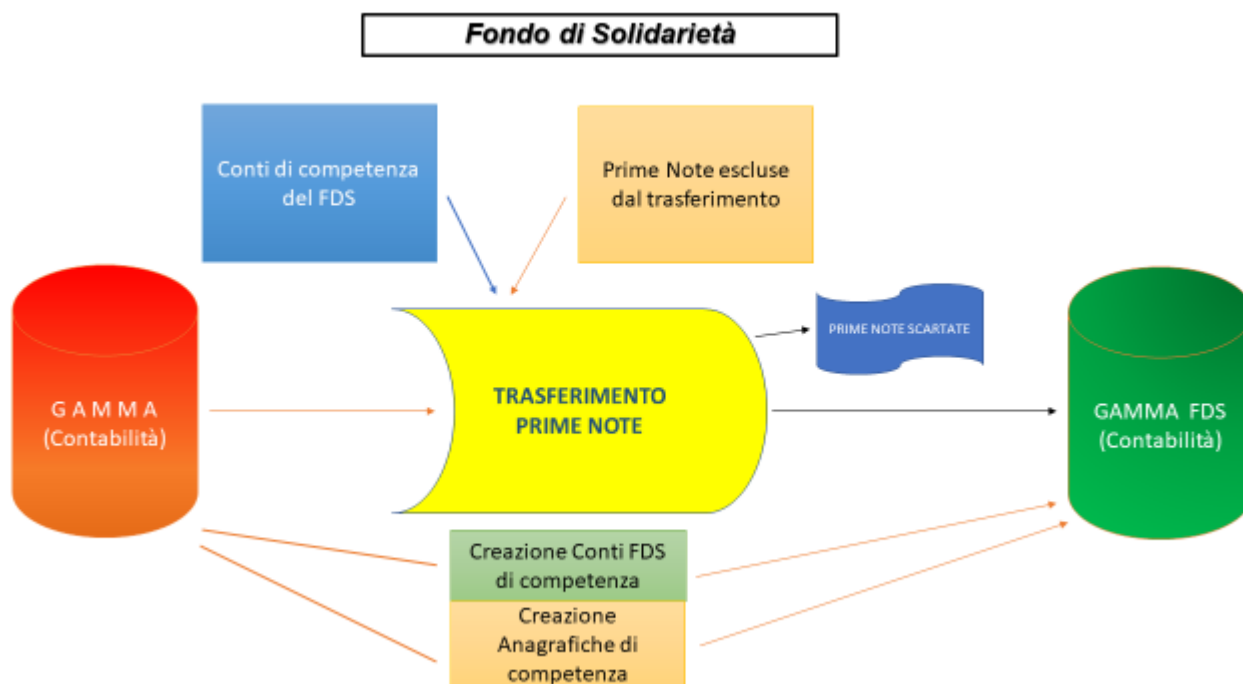 Fondo di Solidarietà
Conti di competenza
del FDS
Prime Note escluse
dal trasferimento
PRIME NOTE SCARTATE
G A M M A
(Contabilità)
TRASFERIMENTO
PRIME NOTE
GAMMA FDS
(Contabilità)
Creazione Conti FDS
di competenza
Creazione
Anagrafiche di
competenza